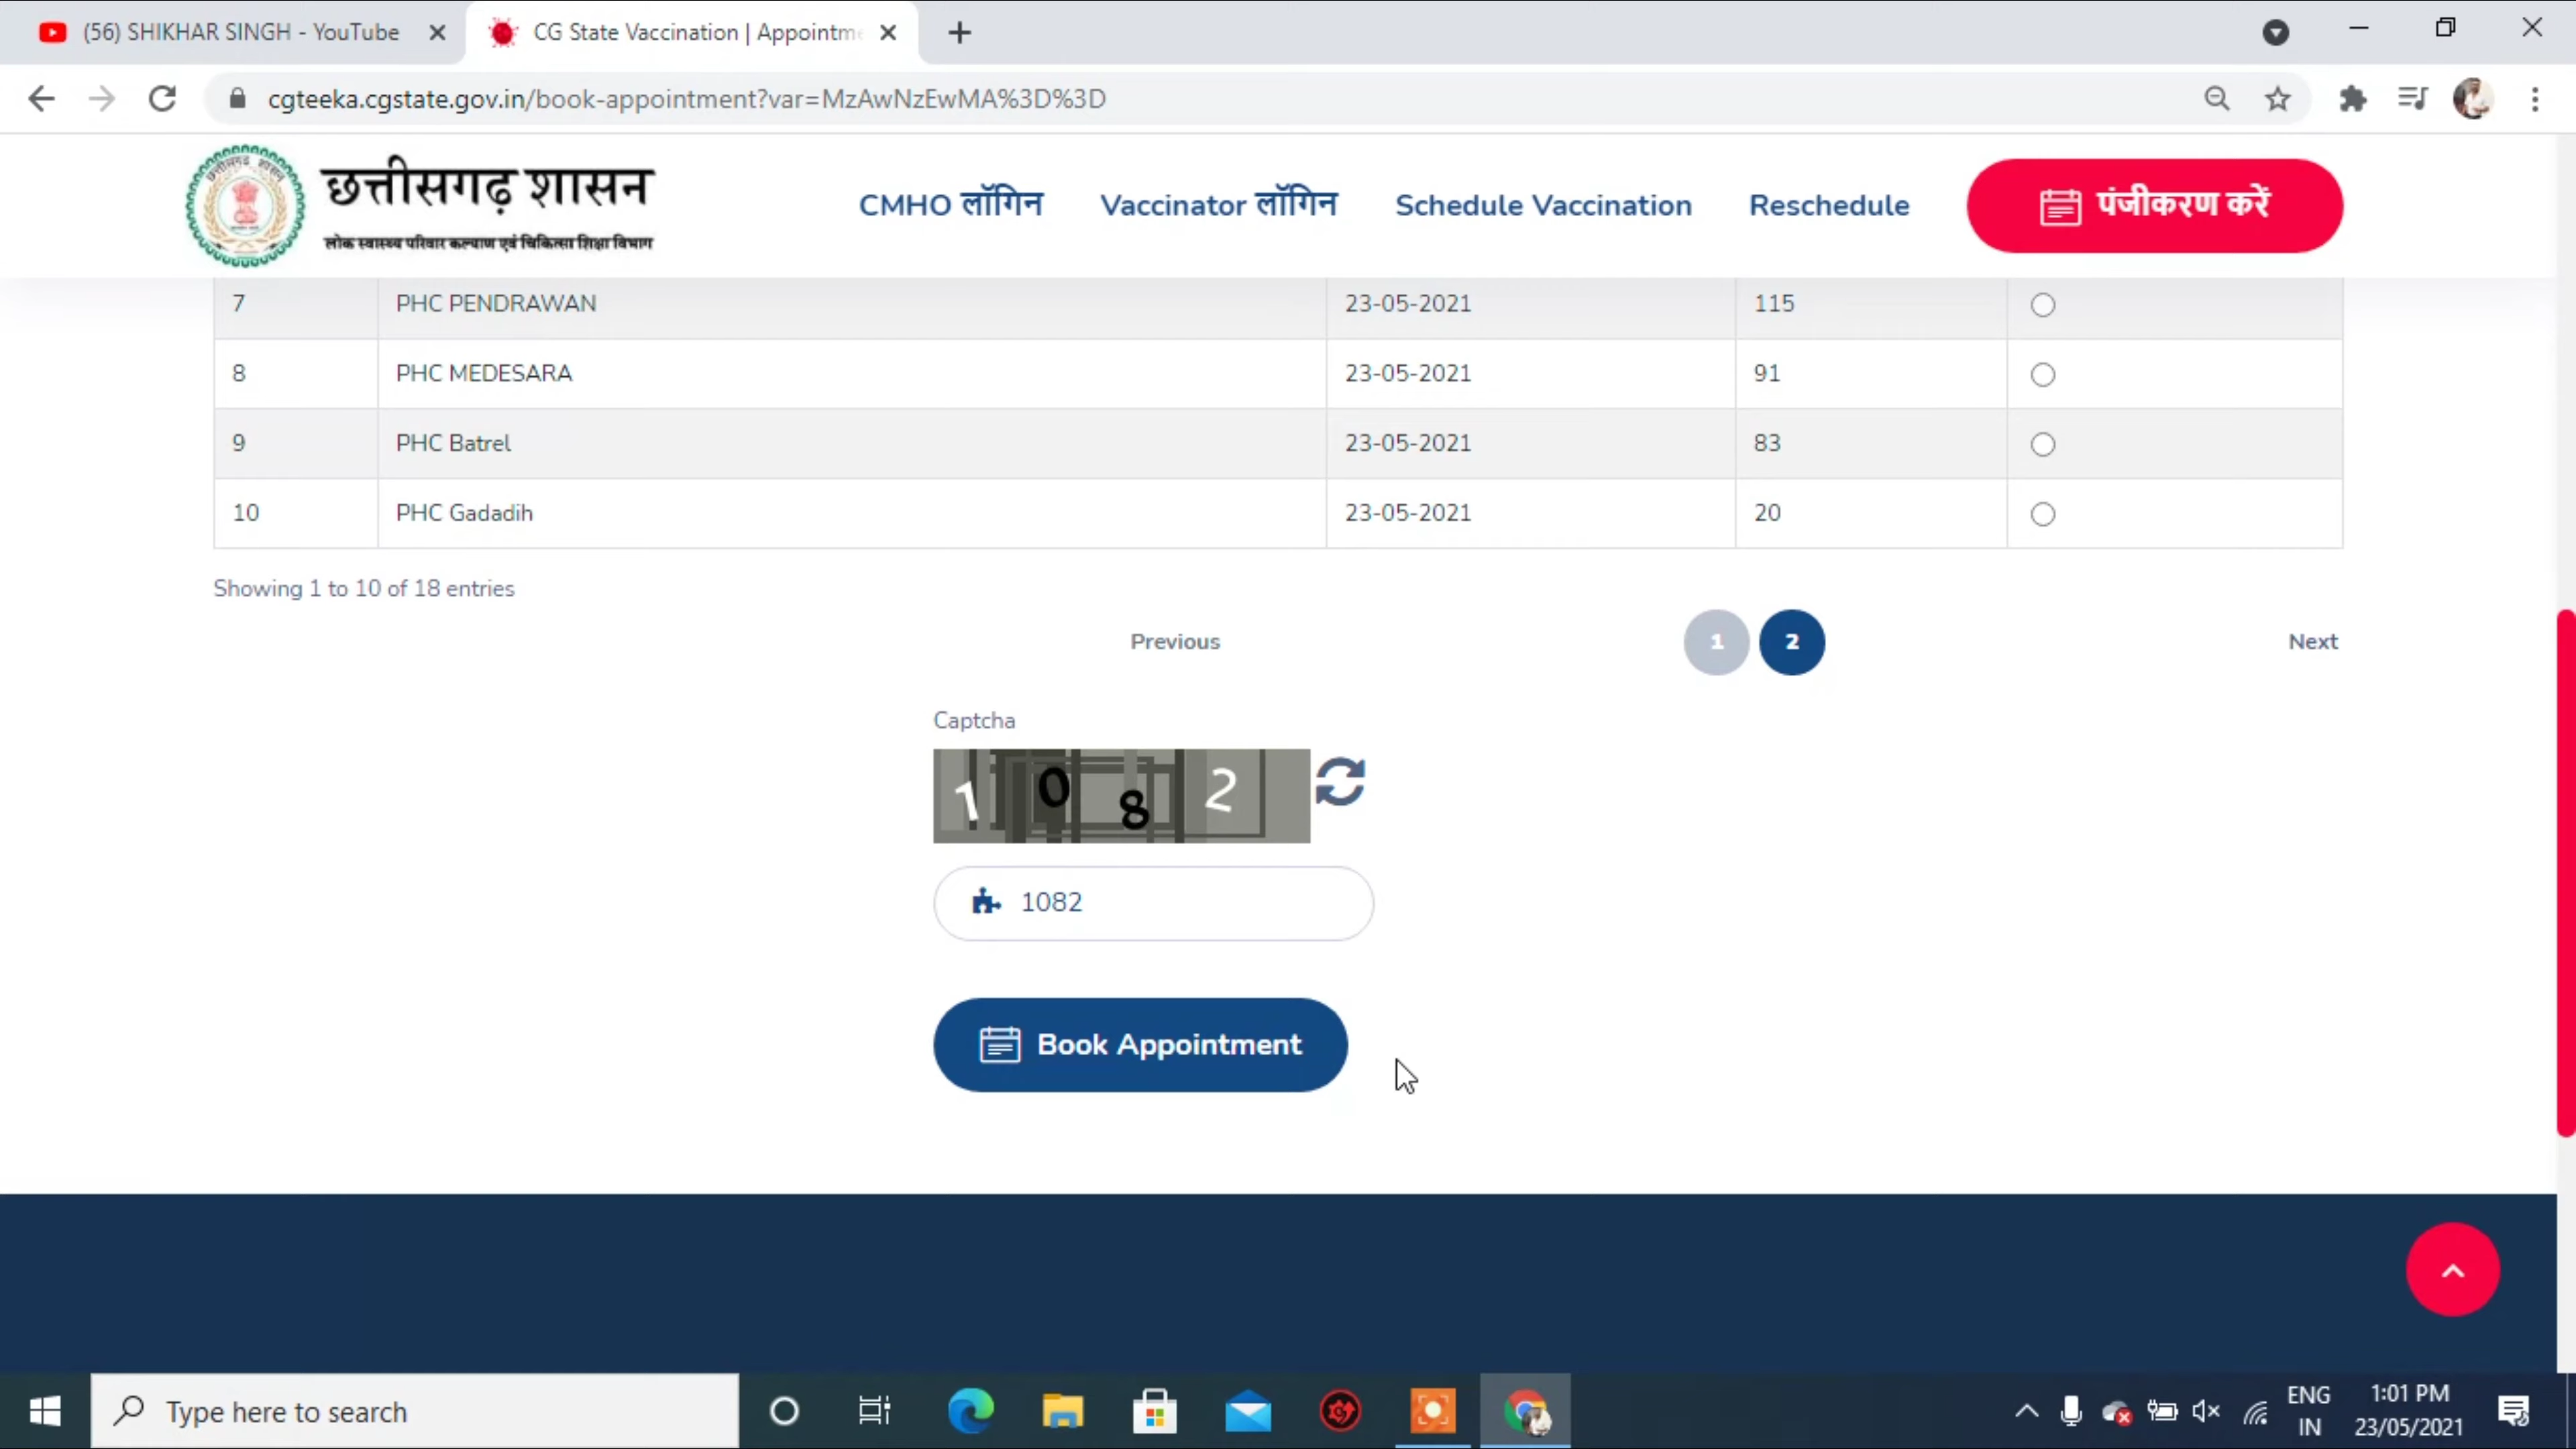 (56) SHIKHAR SINGH - YouTube
CG State Vaccination | Appointm
cgteeka.cgstate.gov.in/book-appointment?var=MzAwNzEwMA%3D%3D
छत्तीसगढ़ शासन
लोक स्वास्थ्य परिवार कल्याण एवं चिकित्सा शिक्षा विभाग
CMHO लॉगिन Vaccinator लॉगिन Schedule Vaccination Reschedule पंजीकरण करें
7 PHC PENDRAWAN 23-05-2021 115
8 PHC MEDESARA 23-05-2021 91
9 PHC Batrel 23-05-2021 83
10 PHC Gadadih 23-05-2021 20
Showing 1 to 10 of 18 entries
Previous 1 2 Next
Captcha
1082
1082
Book Appointment
Type here to search
ENG 1:01 PM
IN 23/05/2021